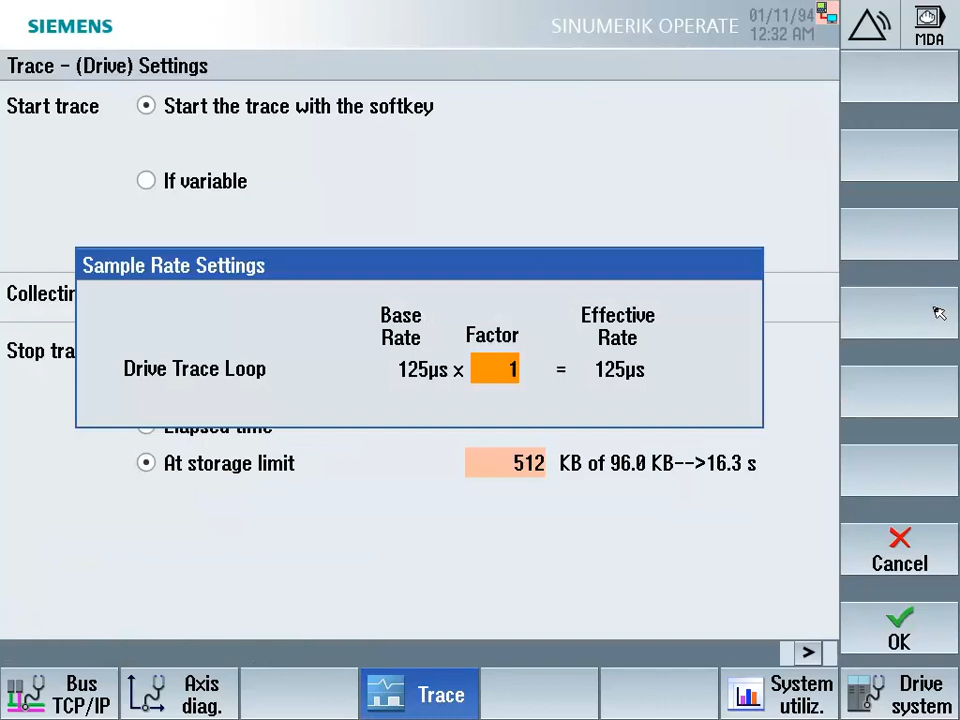 SIEMENS
SINUMERIK OPERATE
01/11/94
12:32 AM
MDA
Trace - (Drive) Settings
Start trace
Start the trace with the softkey
If variable
Sample Rate Settings
Collectin
Base
Rate
Factor
Effective
Rate
Stop tra
Drive Trace Loop
125µs x
1
=
125µs
Elapsed time
At storage limit
512
KB of 96.0 KB-->16.3 s
Cancel
OK
>
Bus
TCP/IP
Axis
diag.
Trace
System
utiliz.
Drive
system